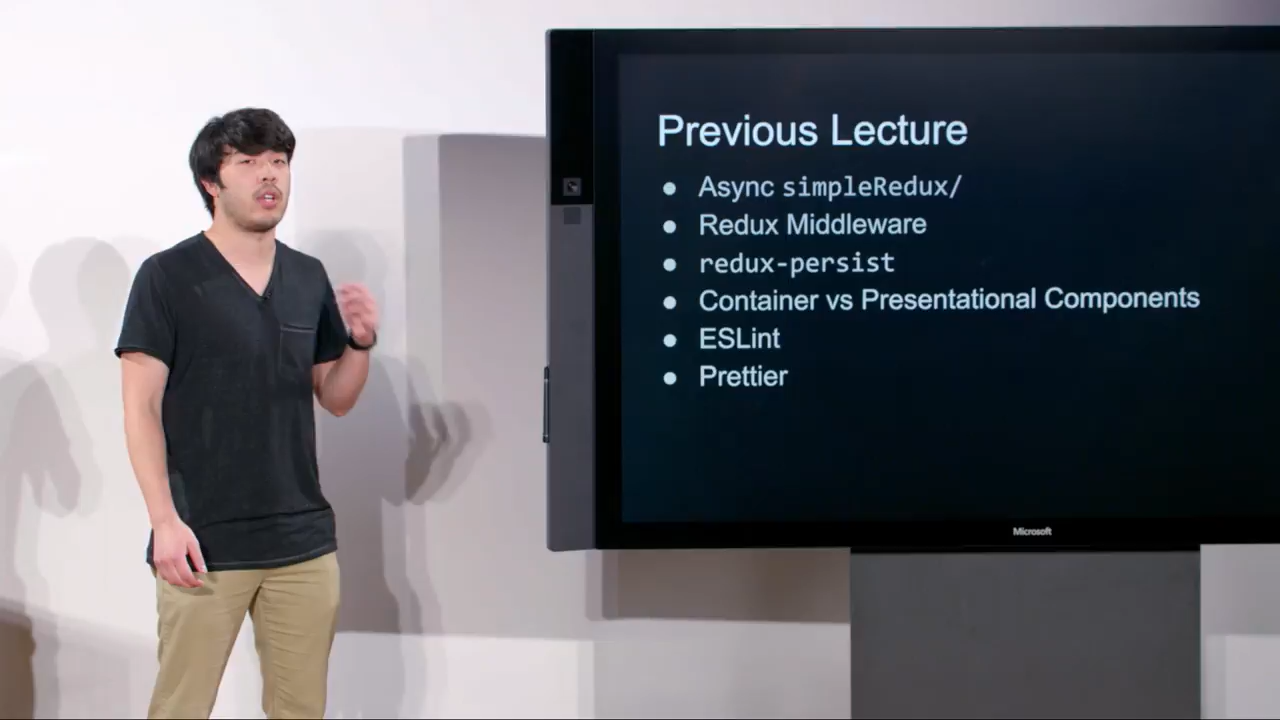 Previous Lecture
● Async simpleRedux/
● Redux Middleware
● redux-persist
● Container vs Presentational Components
● ESLint
● Prettier
Microsoft